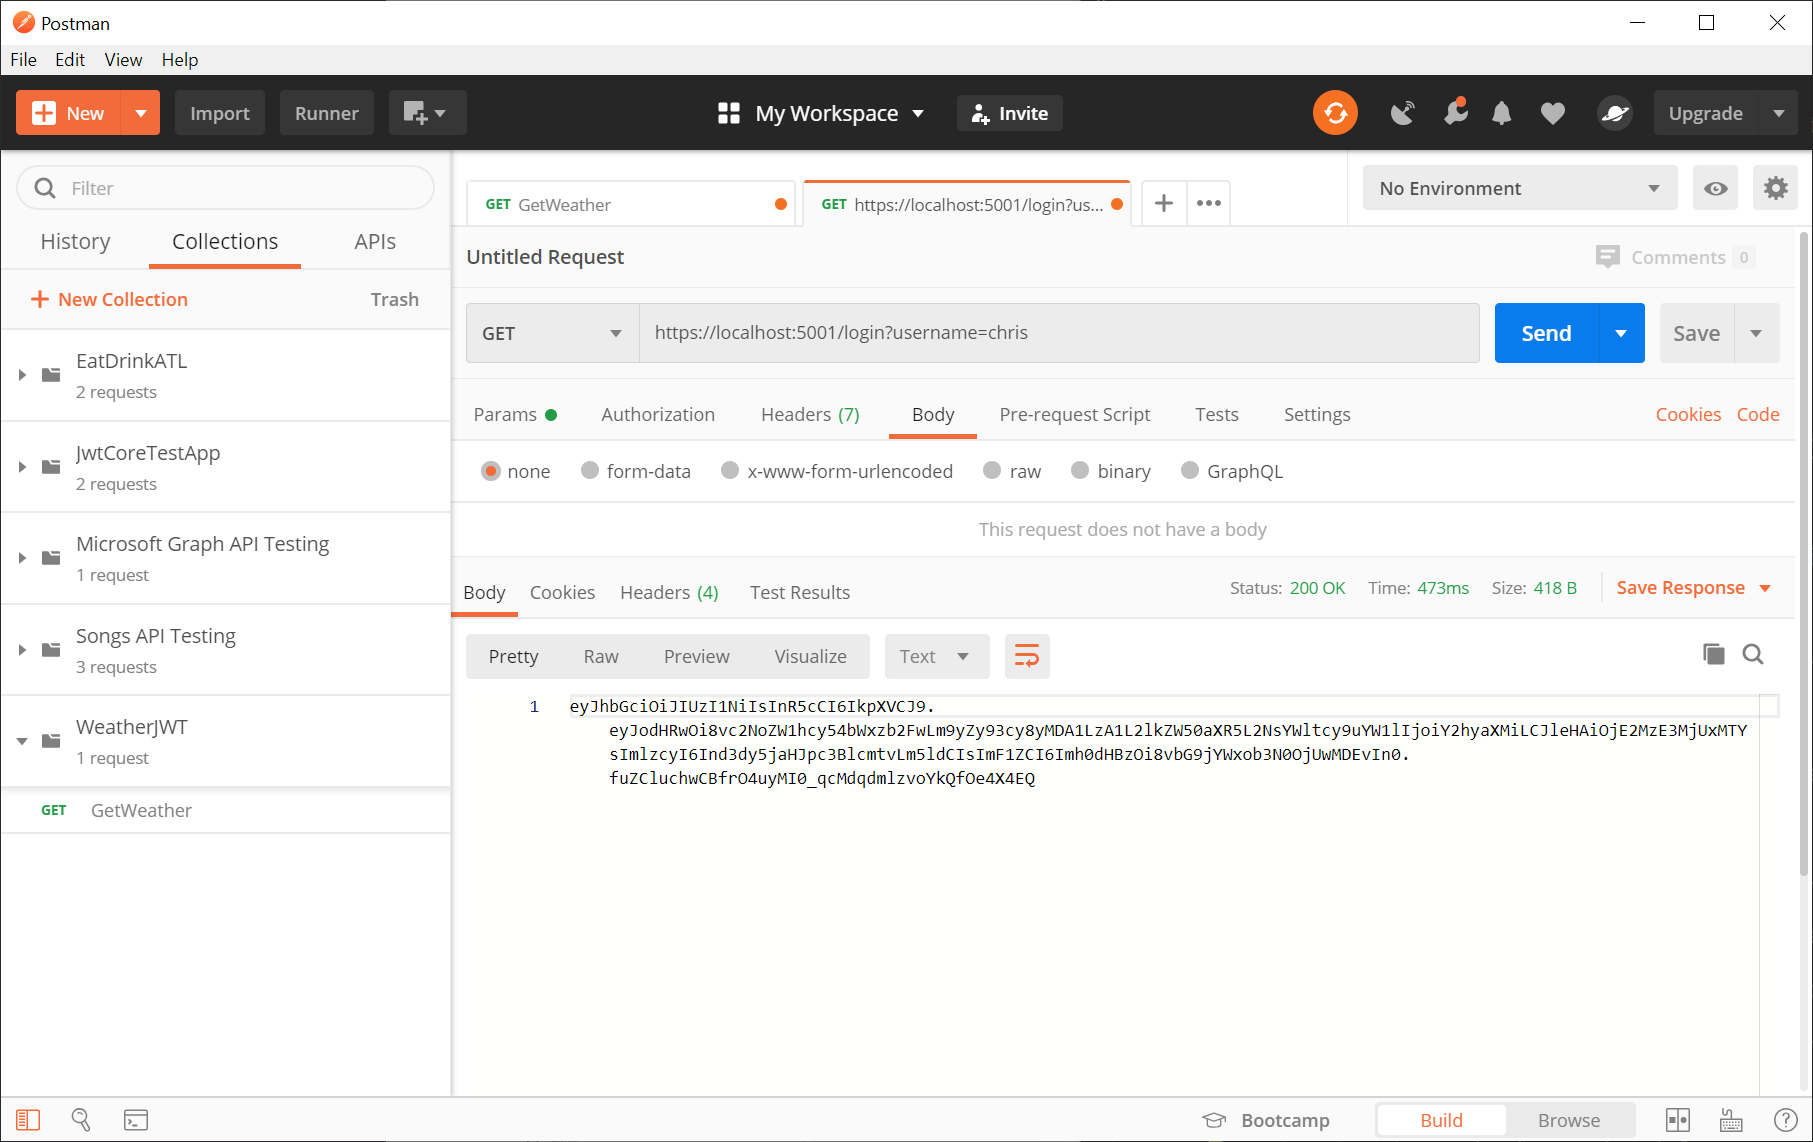 Postman
File Edit View Help
New Import Runner My Workspace Invite Upgrade
Filter
History Collections APIs
New Collection Trash
EatDrinkATL
2 requests
JwtCoreTestApp
2 requests
Microsoft Graph API Testing
1 request
Songs API Testing
3 requests
WeatherJWT
1 request
GET GetWeather
GET GetWeather GET https://localhost:5001/login?us... No Environment
Untitled Request Comments 0
GET https://localhost:5001/login?username=chris Send Save
Params Authorization Headers (7) Body Pre-request Script Tests Settings Cookies Code
none form-data x-www-form-urlencoded raw binary GraphQL
This request does not have a body
Body Cookies Headers (4) Test Results Status: 200 OK Time: 473ms Size: 418 B Save Response
Pretty Raw Preview Visualize Text
1 eyJhbGciOiJIUzI1NiIsInR5cCI6IkpXVCJ9.
eyJodHRwOi8vc2NoZW1hcy54bWxzb2FwLm9yZy93cy8yMDA1LzA1L2lkZW50aXR5L2NsYWltcy9uYW1lIjoiY2hyaXMiLCJleHAiOjE2MzE3MjUxMTY
sImlzcyI6Ind3dy5jaHJpc3BlcmtvLm5ldCIsImF1ZCI6Imh0dHBzOi8vbG9jYWxob3N0OjUwMDEvIn0.
fuZCluchwCBfrO4uyMI0_qcMdqdmlzvoYkQfOe4X4EQ
Bootcamp Build Browse